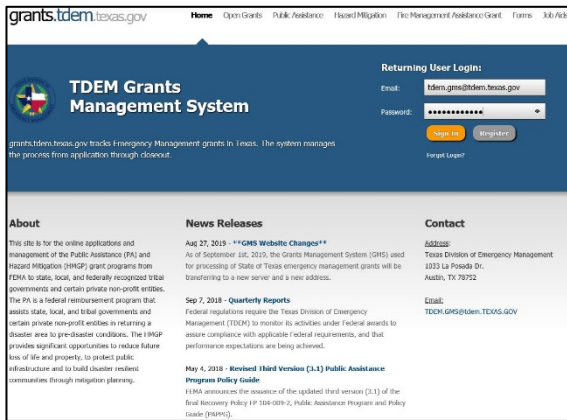 grants.tdem.texas.gov
Home Open Grants Public Assistance Hazard Mitigation Fire Management Assistance Grant Forms Job Aids
Returning User Login:
Email: tdem.gms@tdem.texas.gov
Password: ••••••••••••
Sign In Register
Forgot Login?
TDEM Grants
Management System
grants.tdem.texas.gov tracks Emergency Management grants in Texas. The system manages
the process from application through closeout.
About
This site is for the online applications and
management of the Public Assistance (PA) and
Hazard Mitigation (HMGP) grant programs from
FEMA to state, local, and federally recognized tribal
governments and certain private non-profit entities.
The PA is a federal reimbursement program that
assists state, local, and tribal governments and
certain private non-profit entities in returning a
disaster area to pre-disaster conditions. The HMGP
provides significant opportunities to reduce future
loss of life and property, to protect public
infrastructure and to build disaster resilient
communities through mitigation planning.
News Releases
Aug 27, 2019 - **GMS Website Changes**
As of September 1st, 2019, the Grants Management System (GMS) used
for processing of State of Texas emergency management grants will be
transferring to a new server and a new address.
Sep 7, 2018 - Quarterly Reports
Federal regulations require the Texas Division of Emergency
Management (TDEM) to monitor its activities under Federal awards to
assure compliance with applicable Federal requirements, and that
performance expectations are being achieved.
May 4, 2018 - Revised Third Version (3.1) Public Assistance
Program Policy Guide
FEMA announces the issuance of the updated third version (3.1) of the
final Recovery Policy FP 104-009-2, Public Assistance Program and Policy
Guide (PAPPG).
Contact
Address:
Texas Division of Emergency Management
1033 La Posada Dr.
Austin, TX 78752
Email:
TDEM.GMS@tdem.TEXAS.GOV